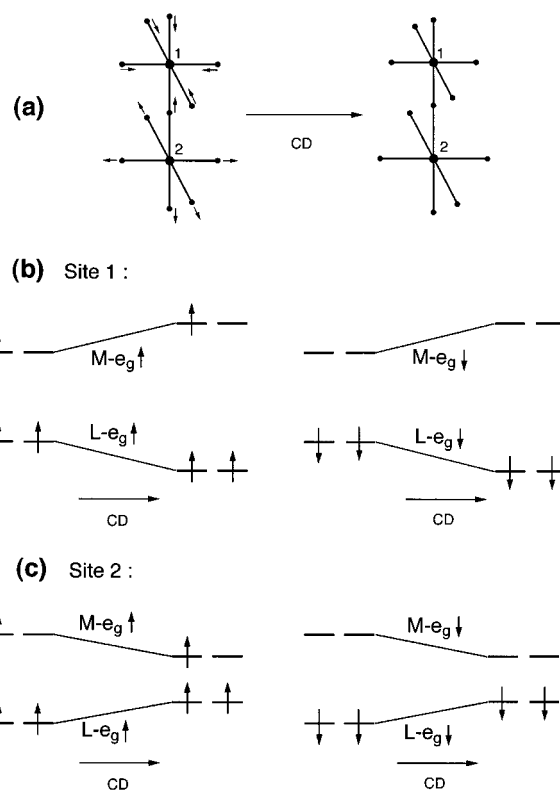 (a)
1
2
CD
1
2
(b) Site 1 :
M-eg↑
M-eg↓
L-eg↑
L-eg↓
CD
CD
(c) Site 2 :
M-eg↑
M-eg↓
L-eg↑
L-eg↓
CD
CD